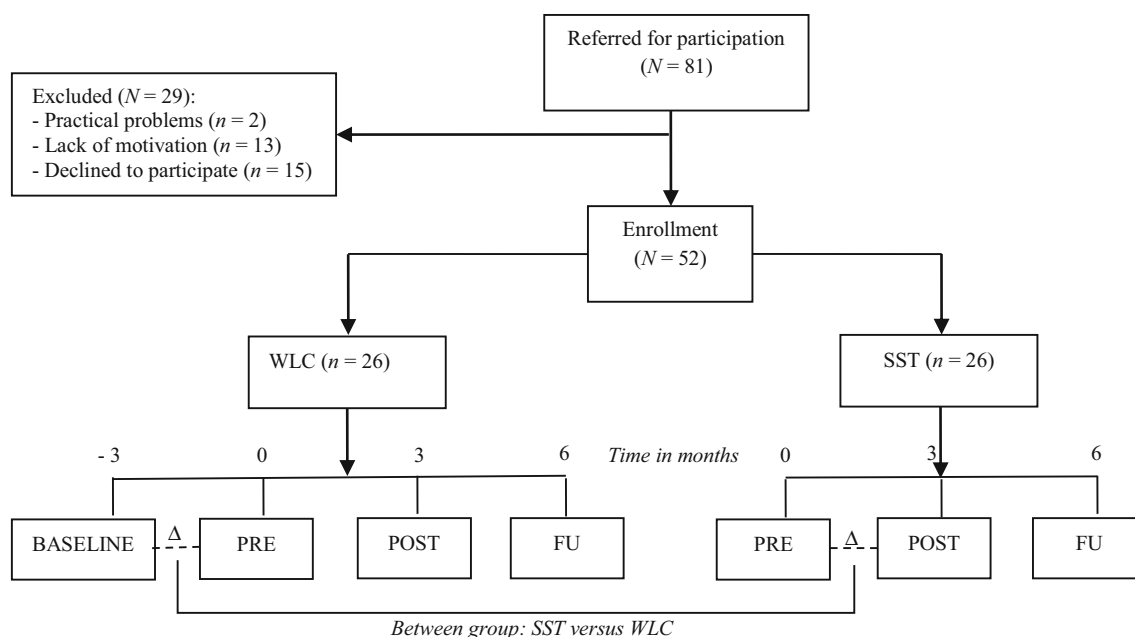 Referred for participation
(N = 81)
Excluded (N = 29):
- Practical problems (n = 2)
- Lack of motivation (n = 13)
- Declined to participate (n = 15)
Enrollment
(N = 52)
WLC (n = 26)
SST (n = 26)
- 3 0 3 6 Time in months 0 3 6
BASELINE Δ PRE POST FU PRE Δ POST FU
Between group: SST versus WLC